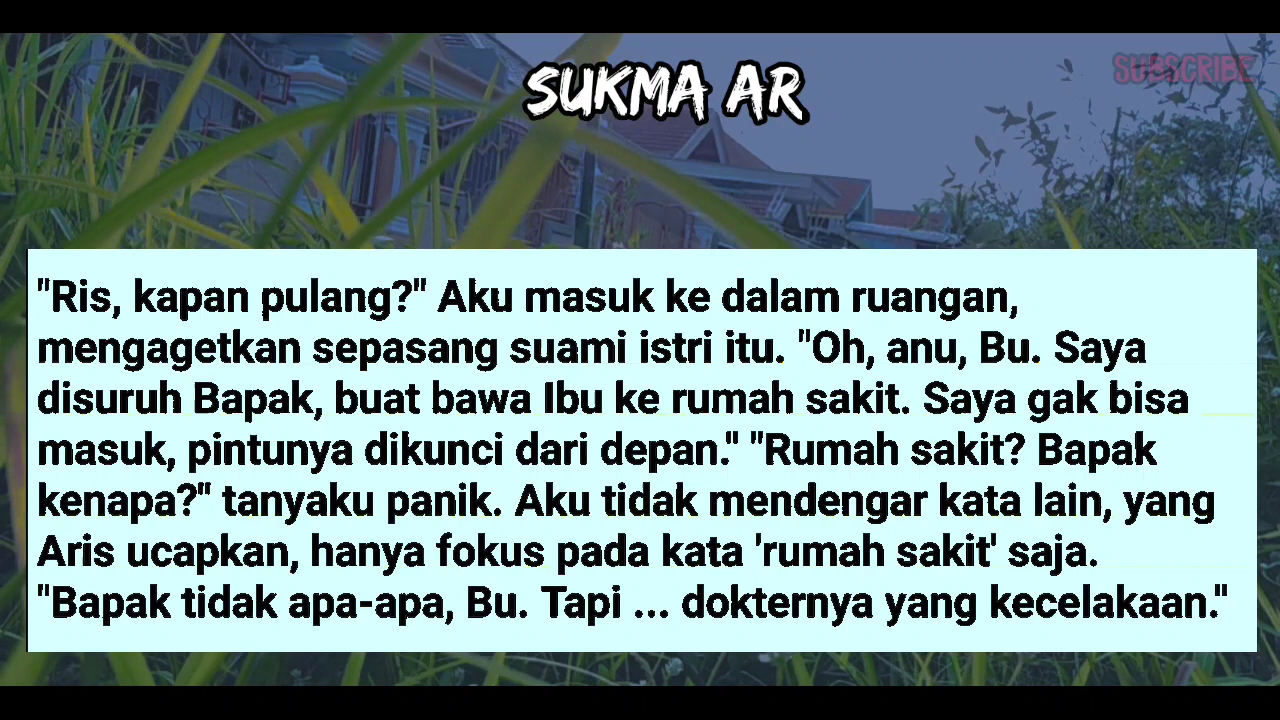 SUKMA AR
SUBSCRIBE
"Ris, kapan pulang?" Aku masuk ke dalam ruangan,
mengagetkan sepasang suami istri itu. "Oh, anu, Bu. Saya
disuruh Bapak, buat bawa Ibu ke rumah sakit. Saya gak bisa
masuk, pintunya dikunci dari depan." "Rumah sakit? Bapak
kenapa?" tanyaku panik. Aku tidak mendengar kata lain, yang
Aris ucapkan, hanya fokus pada kata 'rumah sakit' saja.
"Bapak tidak apa-apa, Bu. Tapi ... dokternya yang kecelakaan."